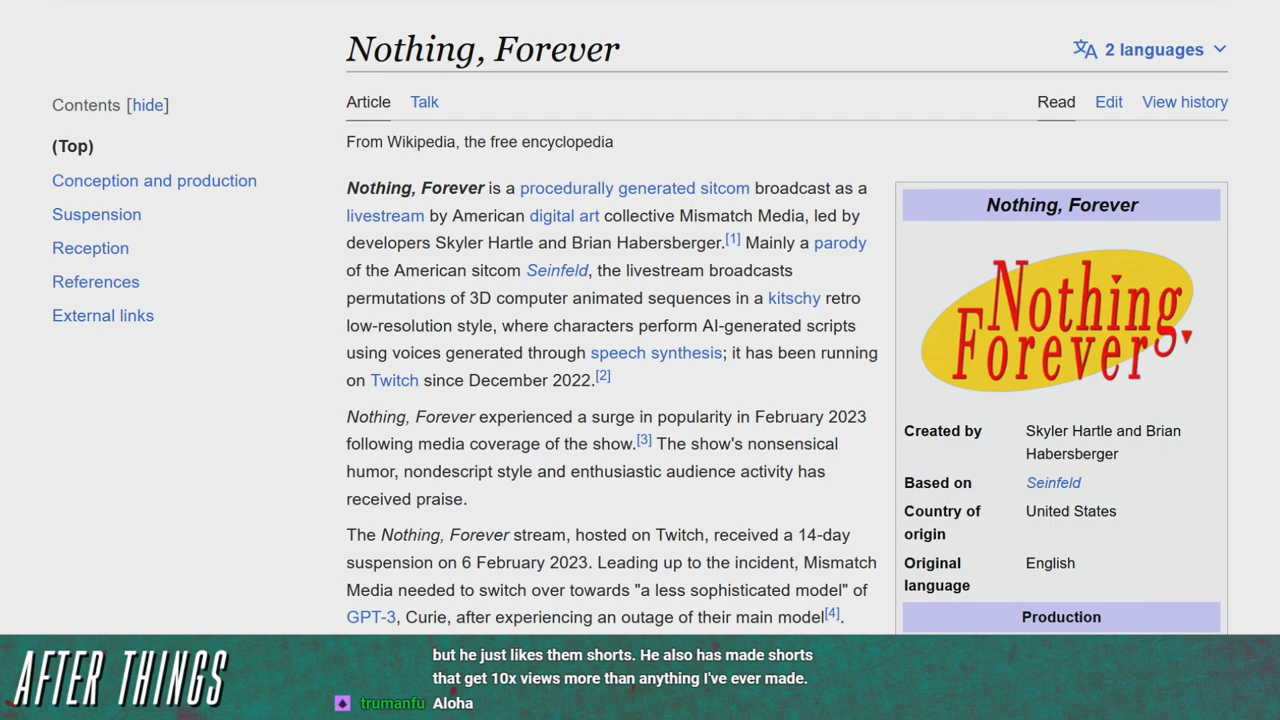 Nothing, Forever
2 languages
Contents [hide]
Article Talk
Read Edit View history
(Top)
From Wikipedia, the free encyclopedia
Conception and production
Suspension
Reception
References
External links
Nothing, Forever is a procedurally generated sitcom broadcast as a
livestream by American digital art collective Mismatch Media, led by
developers Skyler Hartle and Brian Habersberger.[1] Mainly a parody
of the American sitcom Seinfeld, the livestream broadcasts
permutations of 3D computer animated sequences in a kitschy retro
low-resolution style, where characters perform AI-generated scripts
using voices generated through speech synthesis; it has been running
on Twitch since December 2022.[2]
Nothing, Forever experienced a surge in popularity in February 2023
following media coverage of the show.[3] The show's nonsensical
humor, nondescript style and enthusiastic audience activity has
received praise.
The Nothing, Forever stream, hosted on Twitch, received a 14-day
suspension on 6 February 2023. Leading up to the incident, Mismatch
Media needed to switch over towards "a less sophisticated model" of
GPT-3, Curie, after experiencing an outage of their main model[4].
Nothing, Forever
Nothing,
Forever
Created by Skyler Hartle and Brian
Habersberger
Based on Seinfeld
Country of United States
origin
Original English
language
Production
AFTER THINGS
but he just likes them shorts. He also has made shorts
that get 10x views more than anything I've ever made.
trumanfu Aloha